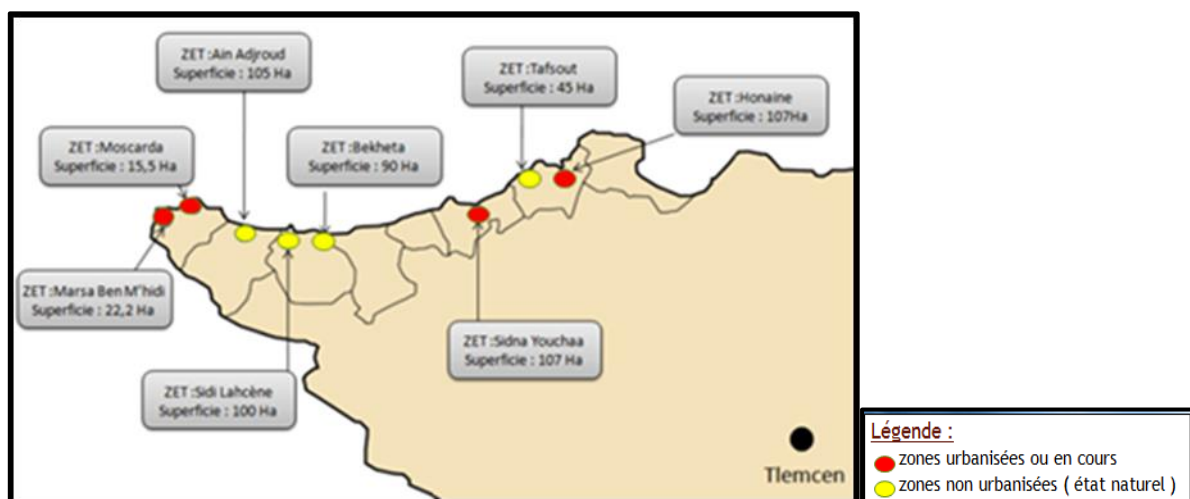 ZET :Ain Adjroud
Superficie : 105 Ha
ZET :Tafsout
Superficie : 45 Ha
ZET :Honaine
Superficie : 107Ha
ZET :Moscarda
Superficie : 15,5 Ha
ZET :Bekheta
Superficie : 90 Ha
ZET :Marsa Ben M'hidi
Superficie : 22,2 Ha
ZET :Sidna Youchaa
Superficie : 107 Ha
ZET :Sidi Lahcène
Superficie : 100 Ha
Tlemcen
Légende :
zones urbanisées ou en cours
zones non urbanisées ( état naturel )